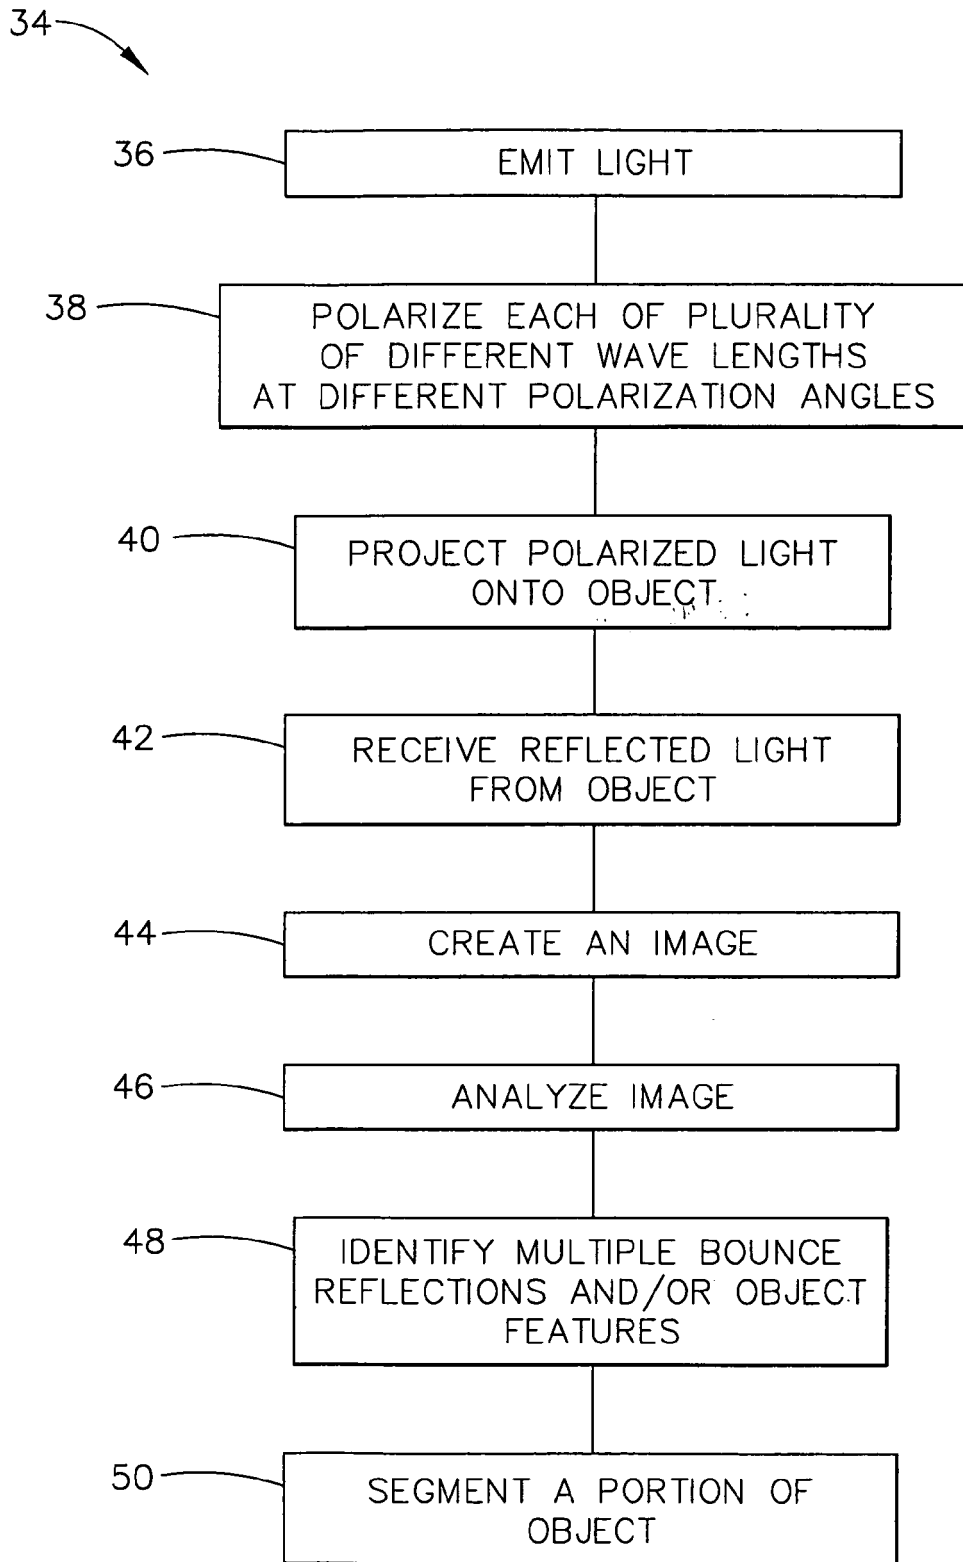 34
36
EMIT LIGHT
38
POLARIZE EACH OF PLURALITY
OF DIFFERENT WAVE LENGTHS
AT DIFFERENT POLARIZATION ANGLES
40
PROJECT POLARIZED LIGHT
ONTO OBJECT
42
RECEIVE REFLECTED LIGHT
FROM OBJECT
44
CREATE AN IMAGE
46
ANALYZE IMAGE
48
IDENTIFY MULTIPLE BOUNCE
REFLECTIONS AND/OR OBJECT
FEATURES
50
SEGMENT A PORTION OF
OBJECT